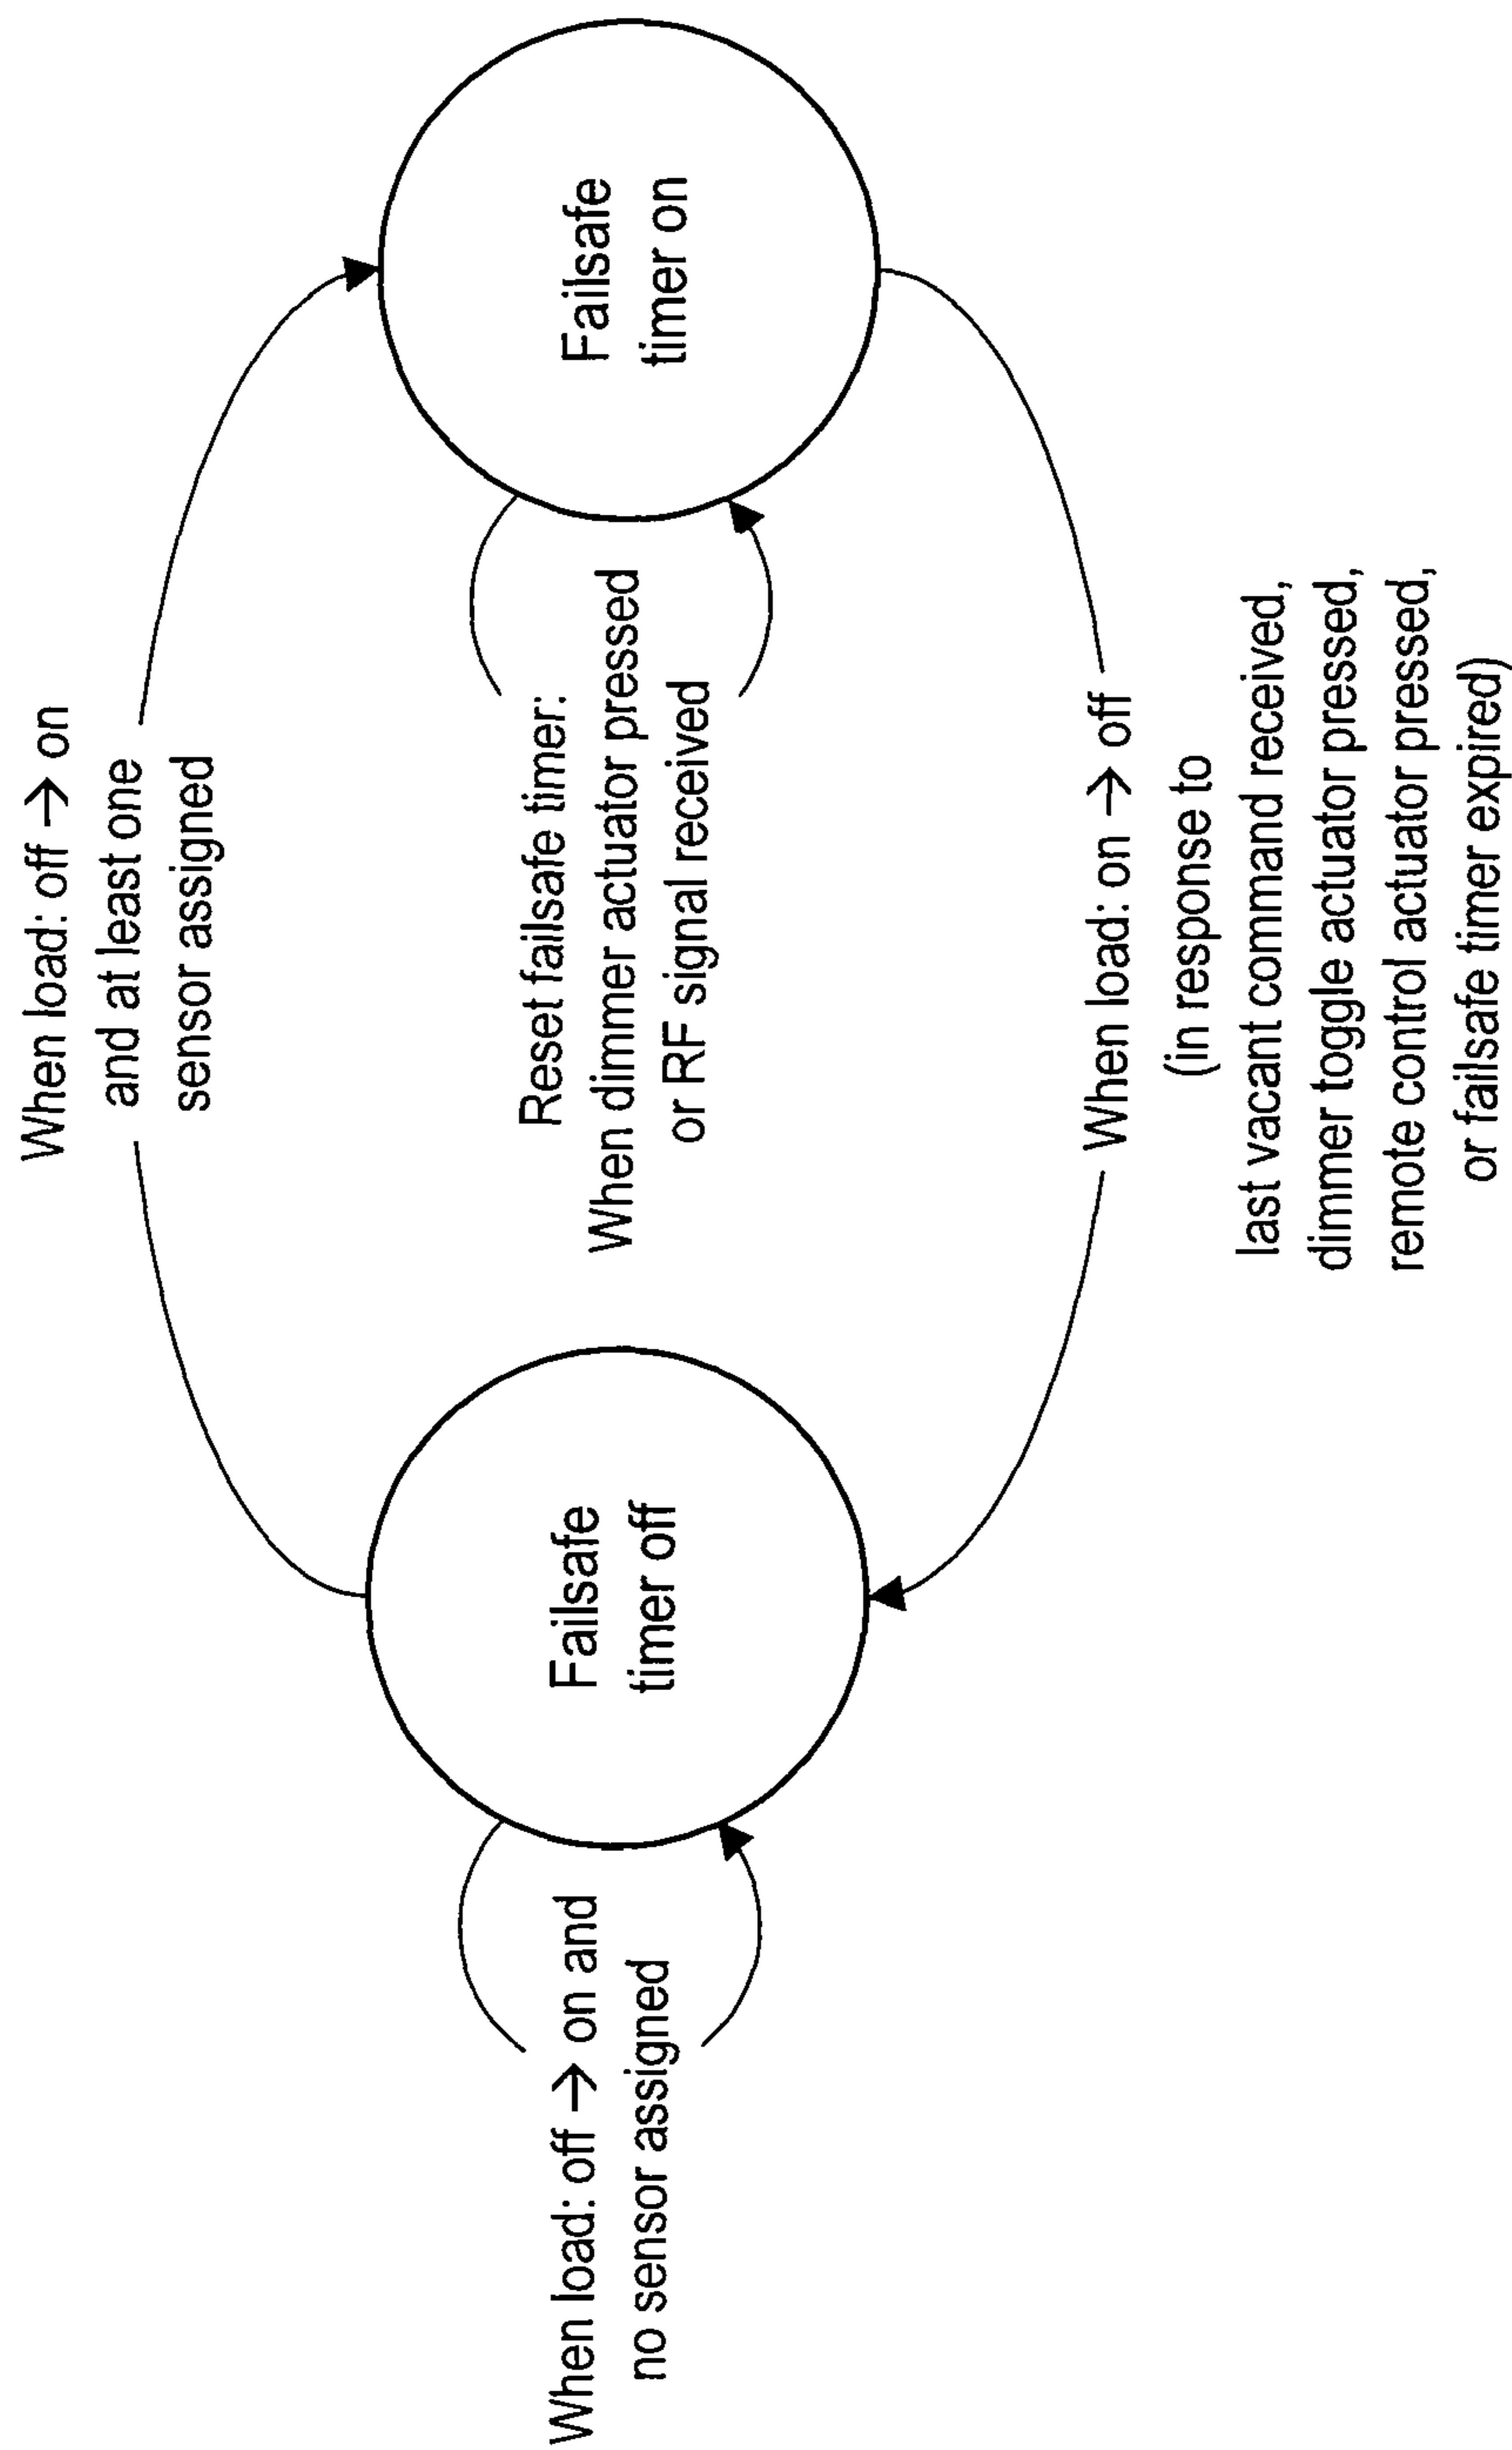 When load: off → on
and at least one
sensor assigned
When load: off → on and
no sensor assigned
Failsafe
timer off
Reset failsafe timer:
When dimmer actuator pressed
or RF signal received
Failsafe
timer on
When load: on → off
(in response to
last vacant command received,
dimmer toggle actuator pressed,
remote control actuator pressed,
or failsafe timer expired)